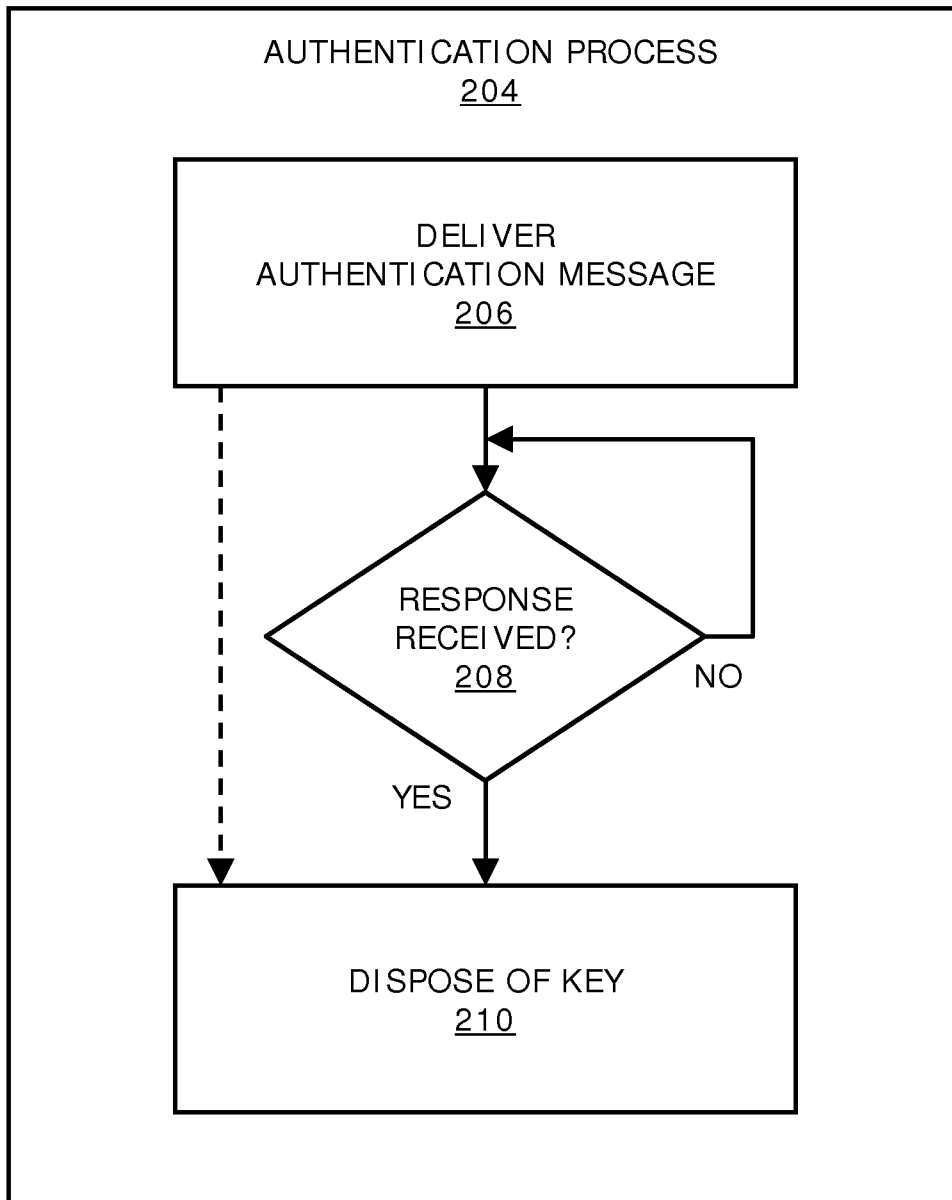 AUTHENTICATION PROCESS
204
DELIVER
AUTHENTICATION MESSAGE
206
RESPONSE
RECEIVED?
208
NO
YES
DISPOSE OF KEY
210